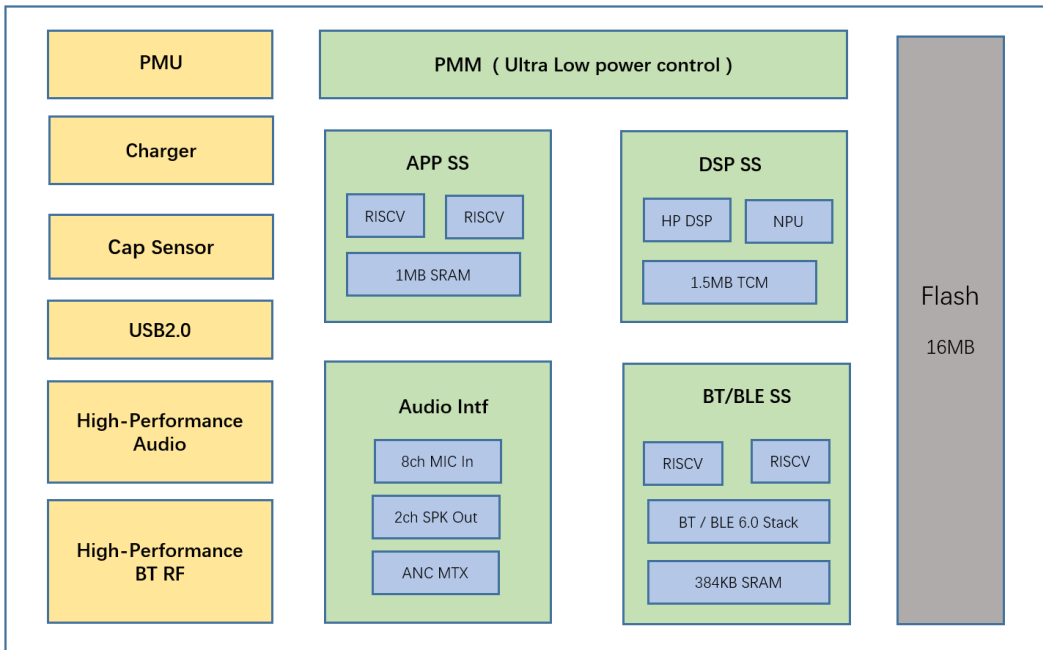 PMU
Charger
Cap Sensor
USB2.0
High-Performance
Audio
High-Performance
BT RF
PMM ( Ultra Low power control )
APP SS
RISCV
RISCV
1MB SRAM
DSP SS
HP DSP
NPU
1.5MB TCM
Audio Intf
8ch MIC In
2ch SPK Out
ANC MTX
BT/BLE SS
RISCV
RISCV
BT / BLE 6.0 Stack
384KB SRAM
Flash
16MB